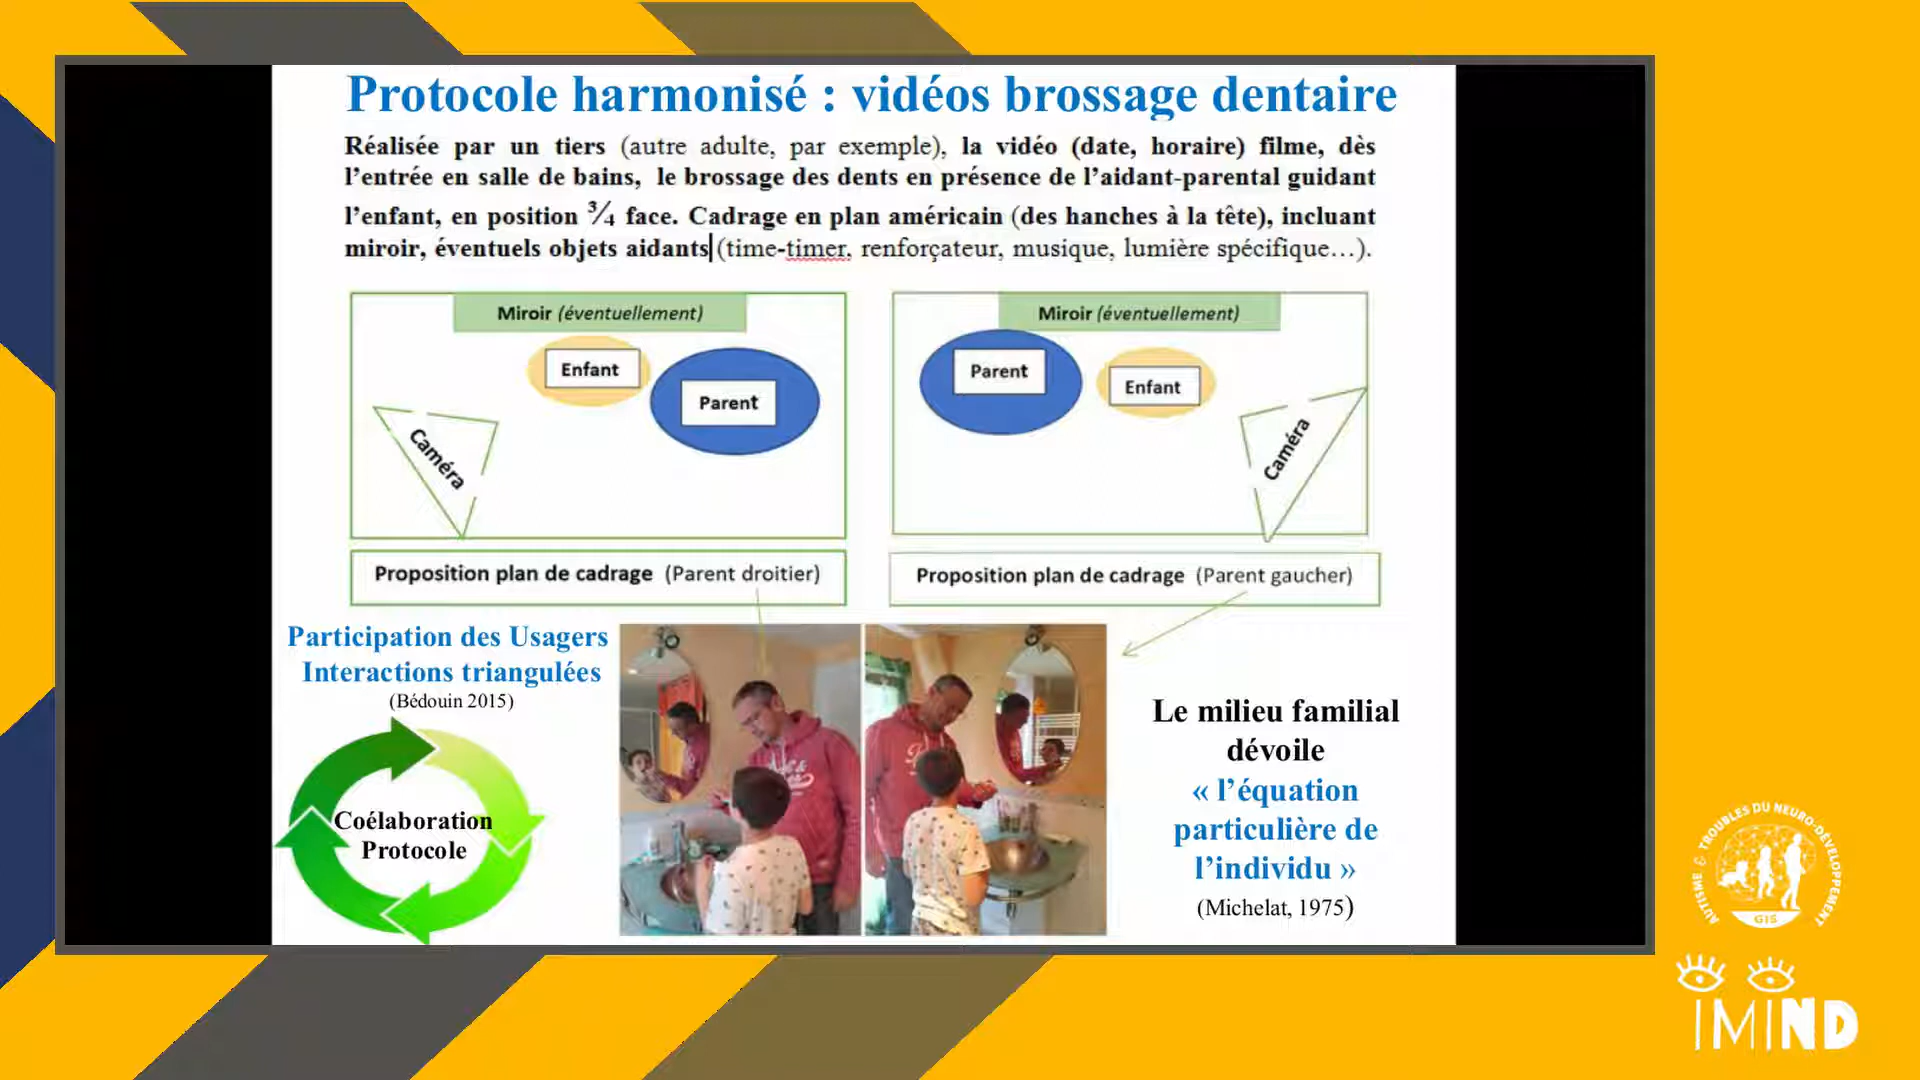 Protocole harmonisé : vidéos brossage dentaire
Réalisée par un tiers (autre adulte, par exemple), la vidéo (date, horaire) filme, dès
l'entrée en salle de bains, le brossage des dents en présence de l'aidant-parental guidant
l'enfant, en position ¾ face. Cadrage en plan américain (des hanches à la tête), incluant
miroir, éventuels objets aidants (time-timer, renforçateur, musique, lumière spécifique…).
Miroir (éventuellement)
Enfant
Parent
Caméra
Proposition plan de cadrage (Parent droitier)
Miroir (éventuellement)
Parent
Enfant
Caméra
Proposition plan de cadrage (Parent gaucher)
Participation des Usagers
Interactions triangulées
(Bédouin 2015)
Coélaboration
Protocole
Le milieu familial
dévoile
« l'équation
particulière de
l'individu »
(Michelat, 1975)
AUTISME & TROUBLES DU NEURO-DÉVELOPPEMENT
GIS
IMIND